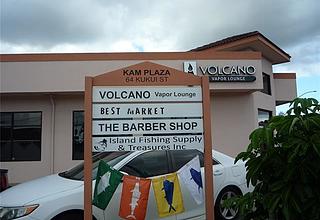 KAM PLAZA
64 KUKUI ST
VOLCANO Vapor Lounge
BEST MARKET
THE BARBER SHOP
Island Fishing Supply
& Treasures Inc
VOLCANO
VAPOR LOUNGE